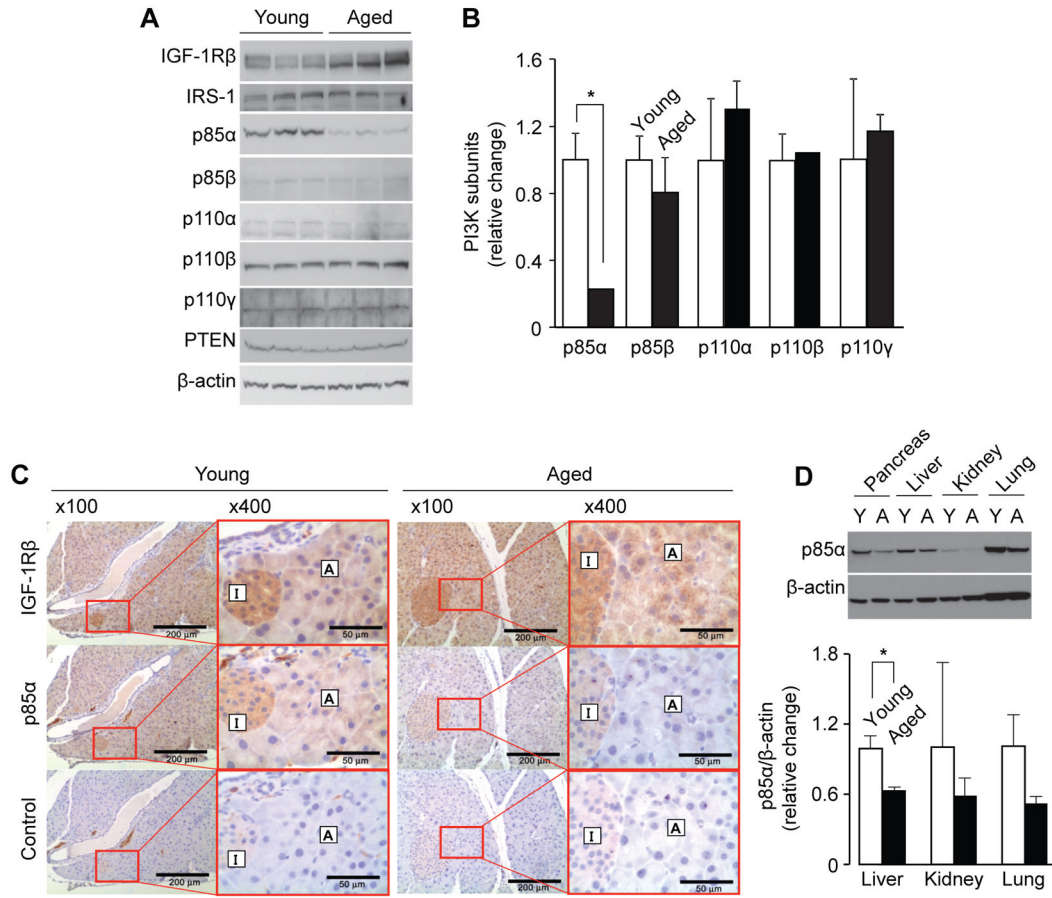 A
Young Aged
IGF-1Rβ
IRS-1
p85α
p85β
p110α
p110β
p110γ
PTEN
β-actin
B
PI3K subunits
(relative change)
1.6
1.2
0.8
0.4
0
*
Young
Aged
p85α p85β p110α p110β p110γ
C
Young Aged
x100 x400 x100 x400
IGF-1Rβ
I A I A
200 µm 50 µm 200 µm 50 µm
p85α
I A I A
200 µm 50 µm 200 µm 50 µm
Control
I A I A
200 µm 50 µm 200 µm 50 µm
D
Pancreas Liver Kidney Lung
Y A Y A Y A Y A
p85α
β-actin
p85α/β-actin
(relative change)
1.8
1.2
0.6
0
*
Young
Aged
Liver Kidney Lung